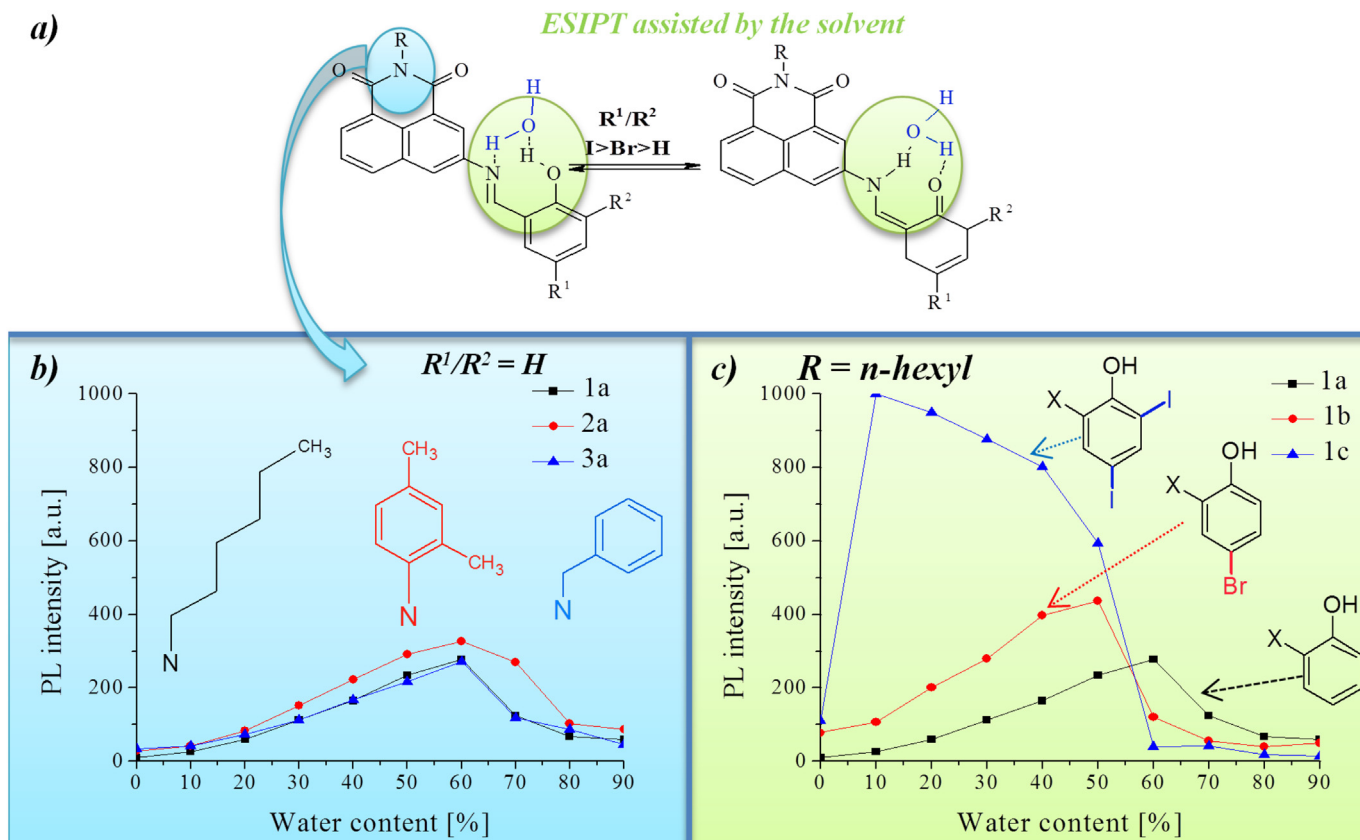 a)
ESIPT assisted by the solvent
R
O
N
O
H
O
H
H
N
O
R²
R¹
R¹/R²
I>Br>H
R
O
N
O
H
O
H
H
N
O
R²
R¹
b)
R¹/R² = H
1a
2a
3a
1000
800
600
400
200
0
PL intensity [a.u.]
CH₃
N
CH₃
CH₃
N
N
0 10 20 30 40 50 60 70 80 90
Water content [%]
c)
R = n-hexyl
1a
1b
1c
1000
800
600
400
200
0
PL intensity [a.u.]
OH
X
I
I
OH
X
Br
OH
X
0 10 20 30 40 50 60 70 80 90
Water content [%]